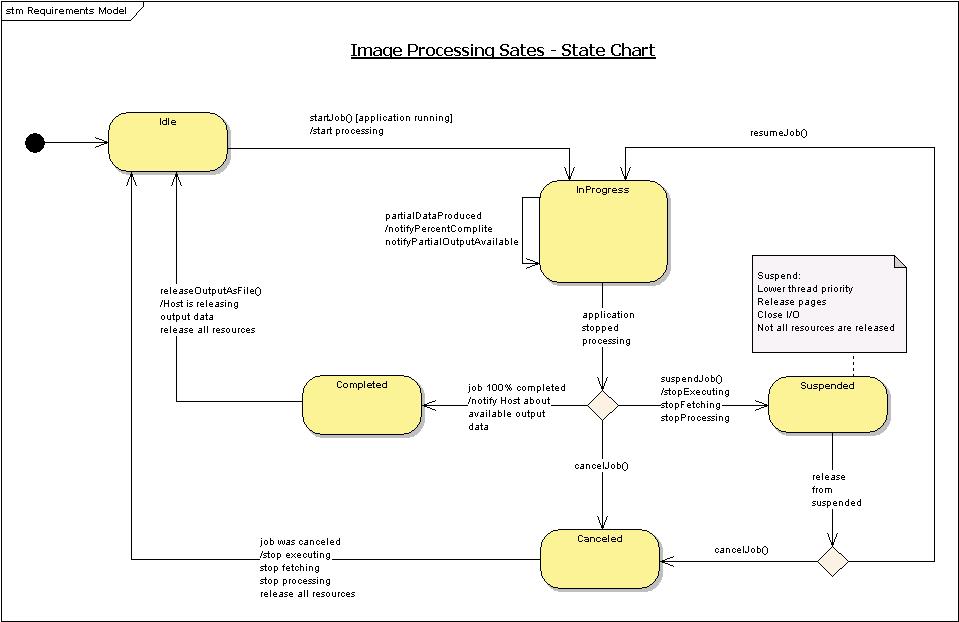 stm Requirements Model
Image Processing Sates - State Chart
Idle
startJob() [application running]
/start processing
resumeJob()
InProgress
partialDataProduced
/notifyPercentComplite
notifyPartialOutputAvailable
Suspend:
Lower thread priority
Release pages
Close I/O
Not all resources are released
releaseOutputAsFile()
/Host is releasing
output data
release all resources
application
stopped
processing
Completed
job 100% completed
/notify Host about
available output
data
suspendJob()
/stopExecuting
stopFetching
stopProcessing
Suspended
cancelJob()
release
from
suspended
job was canceled
/stop executing
stop fetching
stop processing
release all resources
Canceled
cancelJob()